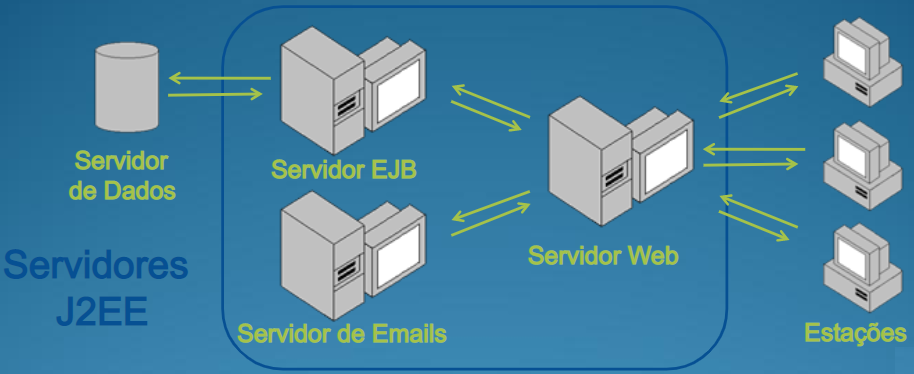 Servidor
de Dados
Servidor EJB
Servidor de Emails
Servidor Web
Estações
Servidores
J2EE